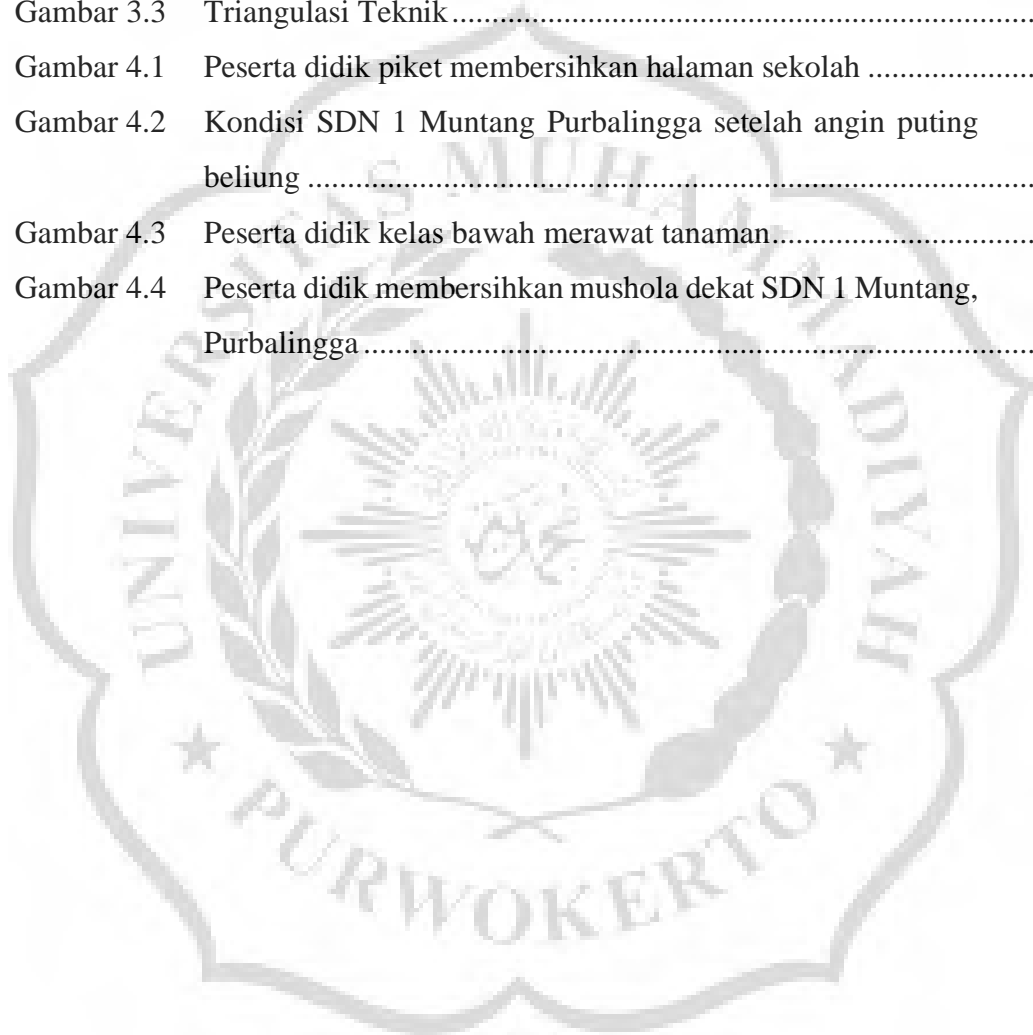 Gambar 3.3 Triangulasi Teknik..............................................................................
Gambar 4.1 Peserta didik piket membersihkan halaman sekolah ......................
Gambar 4.2 Kondisi SDN 1 Muntang Purbalingga setelah angin puting
beliung ................................................................................................
Gambar 4.3 Peserta didik kelas bawah merawat tanaman...................................
Gambar 4.4 Peserta didik membersihkan mushola dekat SDN 1 Muntang,
Purbalingga .........................................................................................
UNIVERSITAS MUHAMMADIYAH
★ PURWOKERTO ★